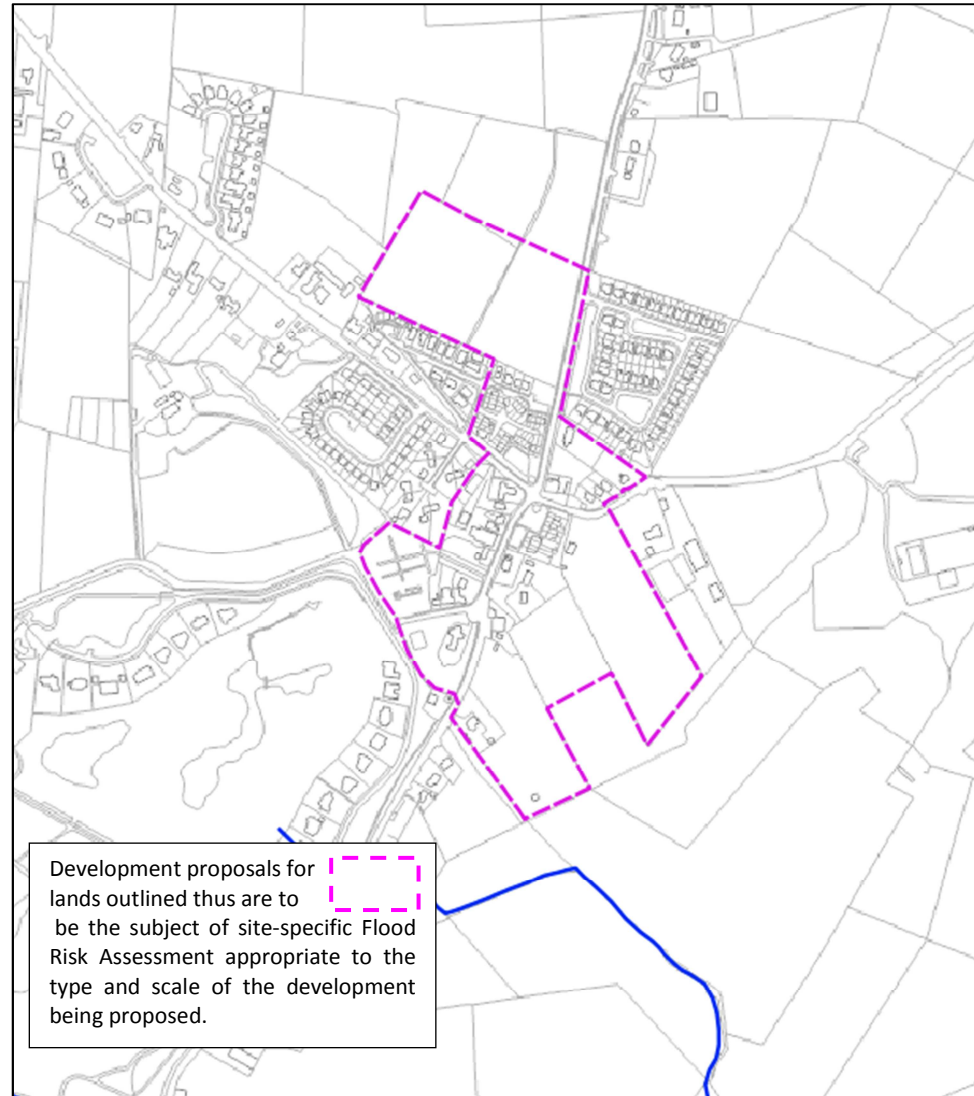 Development proposals for
lands outlined thus are to
be the subject of site-specific Flood
Risk Assessment appropriate to the
type and scale of the development
being proposed.